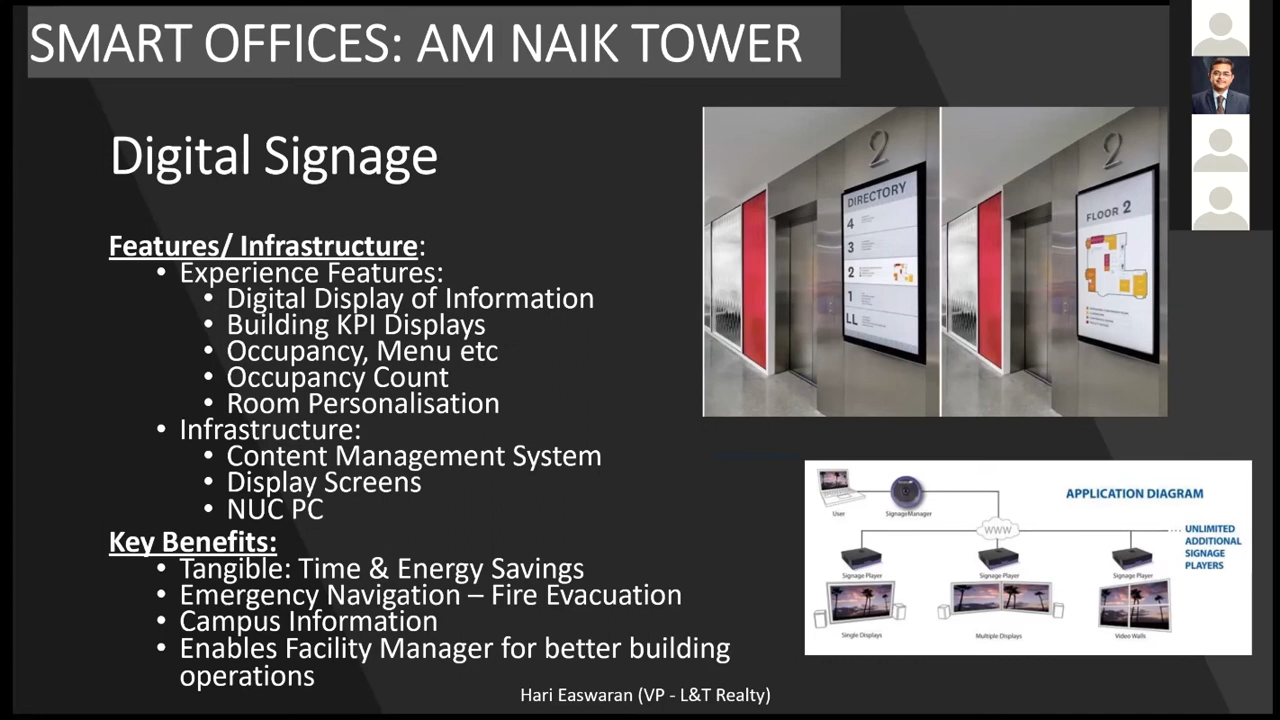 SMART OFFICES: AM NAIK TOWER
Digital Signage
Features/ Infrastructure:
• Experience Features:
• Digital Display of Information
• Building KPI Displays
• Occupancy, Menu etc
• Occupancy Count
• Room Personalisation
• Infrastructure:
• Content Management System
• Display Screens
• NUC PC
Key Benefits:
• Tangible: Time & Energy Savings
• Emergency Navigation – Fire Evacuation
• Campus Information
• Enables Facility Manager for better building
operations
2
DIRECTORY
4
3
2
1
LL
2
FLOOR 2
APPLICATION DIAGRAM
User
SignageManager
WWW
UNLIMITED
ADDITIONAL
SIGNAGE
PLAYERS
Signage Player
Signage Player
Signage Player
Single Displays
Multiple Displays
Video Walls
Hari Easwaran (VP - L&T Realty)